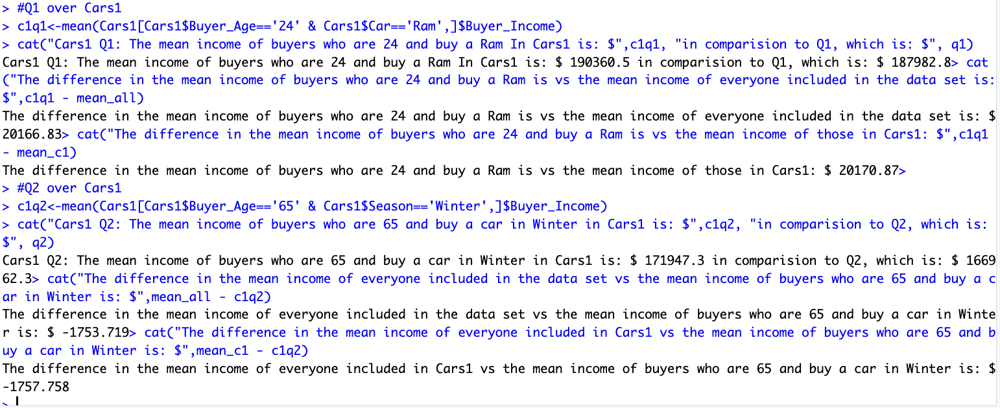 > #Q1 over Cars1
> c1q1<-mean(Cars1[Cars1$Buyer_Age=='24' & Cars1$Car=='Ram',]$Buyer_Income)
> cat("Cars1 Q1: The mean income of buyers who are 24 and buy a Ram In Cars1 is: $",c1q1, "in comparision to Q1, which is: $", q1)
Cars1 Q1: The mean income of buyers who are 24 and buy a Ram In Cars1 is: $ 190360.5 in comparision to Q1, which is: $ 187982.8> cat
("The difference in the mean income of buyers who are 24 and buy a Ram is vs the mean income of everyone included in the data set is:
$",c1q1 - mean_all)
The difference in the mean income of buyers who are 24 and buy a Ram is vs the mean income of everyone included in the data set is: $
20166.83> cat("The difference in the mean income of buyers who are 24 and buy a Ram is vs the mean income of those in Cars1: $",c1q1
- mean_c1)
The difference in the mean income of buyers who are 24 and buy a Ram is vs the mean income of those in Cars1: $ 20170.87>
> #Q2 over Cars1
> c1q2<-mean(Cars1[Cars1$Buyer_Age=='65' & Cars1$Season=='Winter',]$Buyer_Income)
> cat("Cars1 Q2: The mean income of buyers who are 65 and buy a car in Winter in Cars1 is: $",c1q2, "in comparision to Q2, which is:
$", q2)
Cars1 Q2: The mean income of buyers who are 65 and buy a car in Winter in Cars1 is: $ 171947.3 in comparision to Q2, which is: $ 1669
62.3> cat("The difference in the mean income of everyone included in the data set vs the mean income of buyers who are 65 and buy a c
ar in Winter is: $",mean_all - c1q2)
The difference in the mean income of everyone included in the data set vs the mean income of buyers who are 65 and buy a car in Winte
r is: $ -1753.719> cat("The difference in the mean income of everyone included in Cars1 vs the mean income of buyers who are 65 and b
uy a car in Winter is: $",mean_c1 - c1q2)
The difference in the mean income of everyone included in Cars1 vs the mean income of buyers who are 65 and buy a car in Winter is: $
-1757.758
>